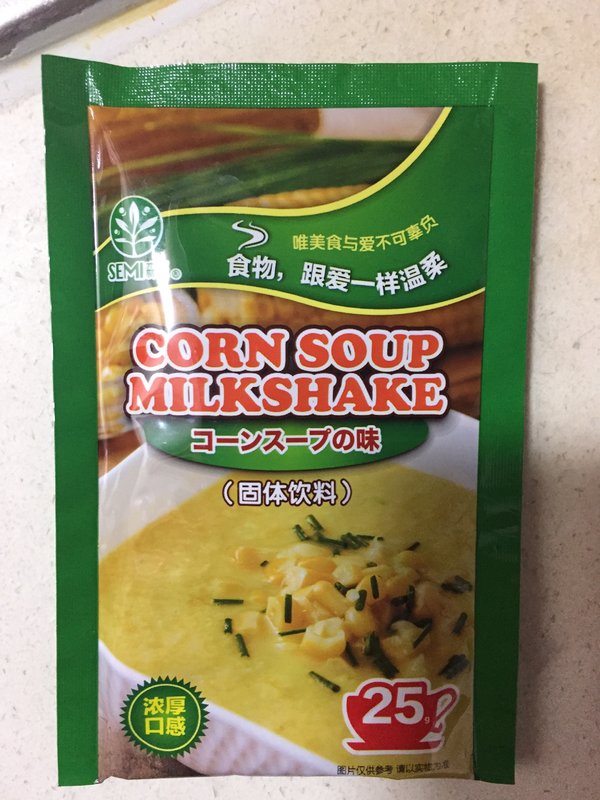 唯美食与爱不可辜负
食物，跟爱一样温柔
SEMI
®
CORN SOUP
MILKSHAKE
コーンスープの味
（固体饮料）
浓厚
口感
25g
图片仅供参考 请以实物为准